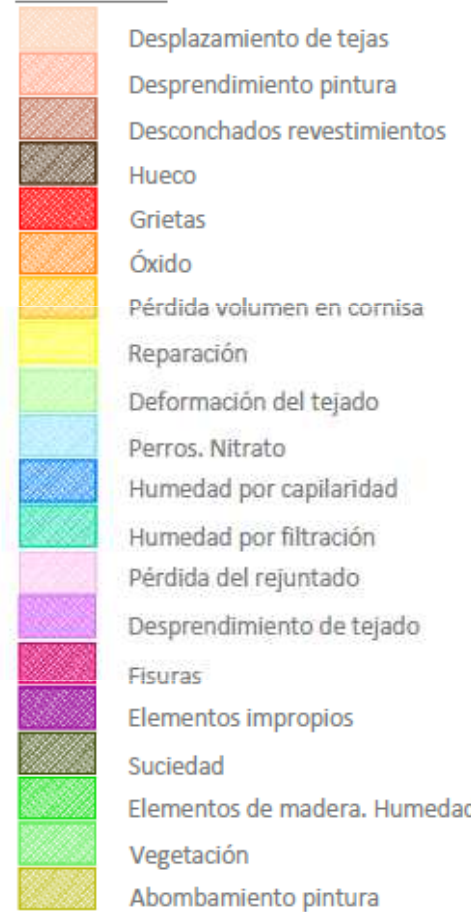 Desplazamiento de tejas
Desprendimiento pintura
Desconchados revestimientos
Hueco
Grietas
Óxido
Pérdida volumen en cornisa
Reparación
Deformación del tejado
Perros. Nitrato
Humedad por capilaridad
Humedad por filtración
Pérdida del rejuntado
Desprendimiento de tejado
Fisuras
Elementos impropios
Suciedad
Elementos de madera. Humedad
Vegetación
Abombamiento pintura